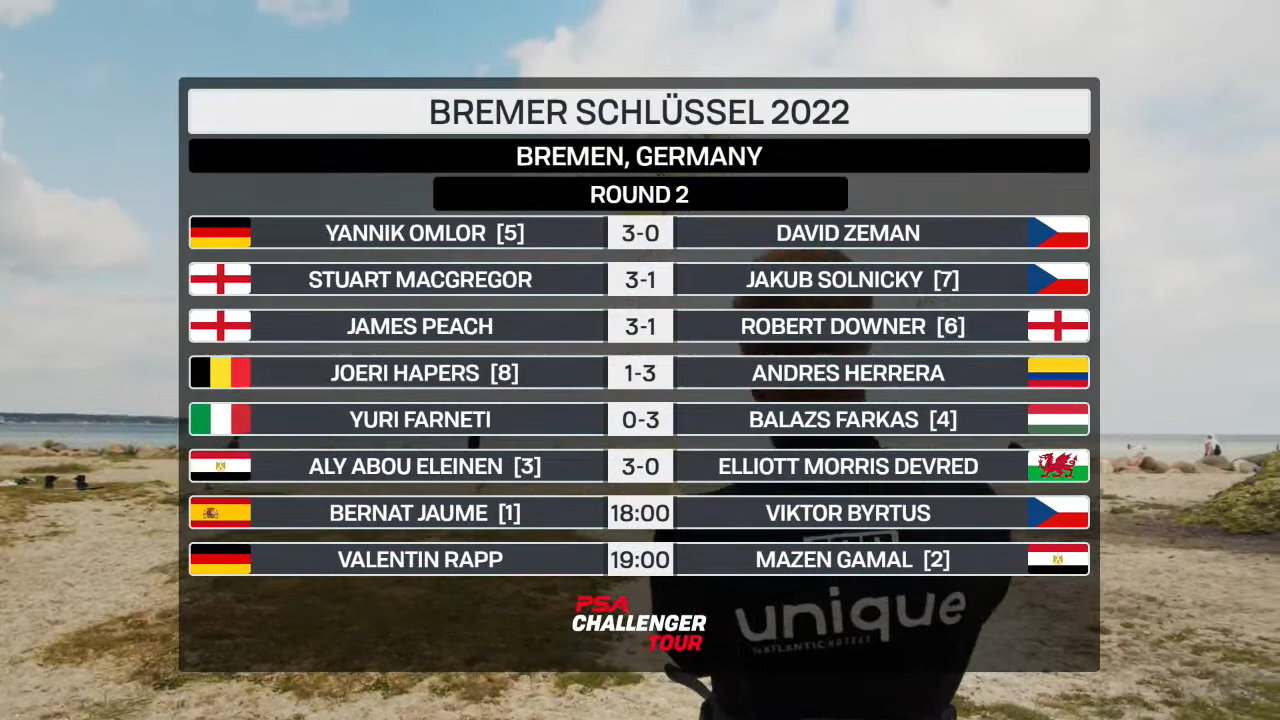 BREMER SCHLÜSSEL 2022
BREMEN, GERMANY
ROUND 2
YANNIK OMLOR [5] 3-0 DAVID ZEMAN
STUART MACGREGOR 3-1 JAKUB SOLNICKY [7]
JAMES PEACH 3-1 ROBERT DOWNER [6]
JOERI HAPERS [8] 1-3 ANDRES HERRERA
YURI FARNETI 0-3 BALAZS FARKAS [4]
ALY ABOU ELEINEN [3] 3-0 ELLIOTT MORRIS DEVRED
BERNAT JAUME [1] 18:00 VIKTOR BYRTUS
VALENTIN RAPP 19:00 MAZEN GAMAL [2]
PSA
CHALLENGER
TOUR
unique
ATLANTIC HOTELS